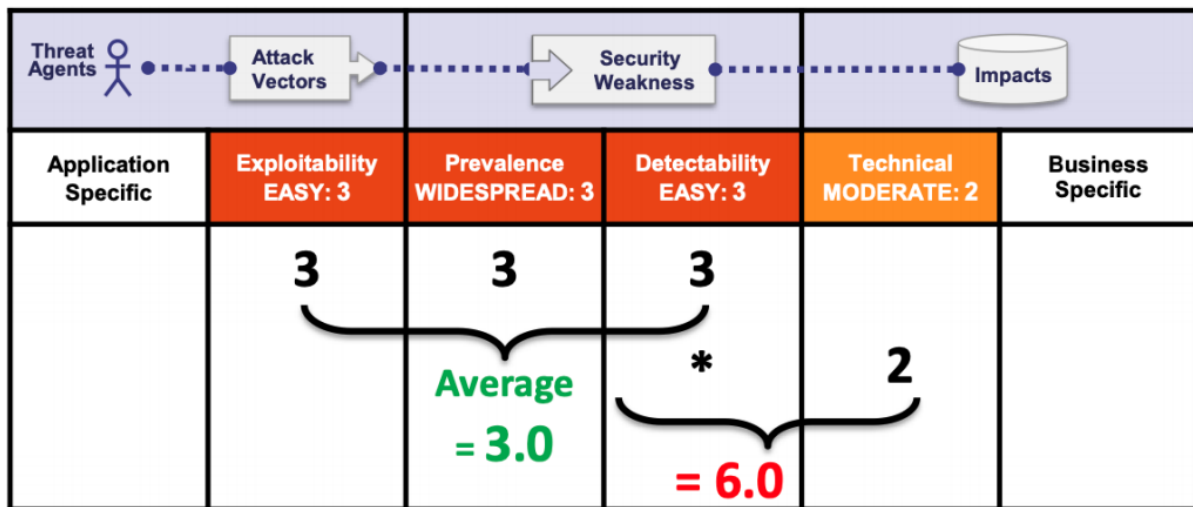 Threat
Agents
Attack
Vectors
Security
Weakness
Impacts
Application
Specific
Exploitability
EASY: 3
Prevalence
WIDESPREAD: 3
Detectability
EASY: 3
Technical
MODERATE: 2
Business
Specific
3 3 3
* 2
Average
= 3.0
= 6.0